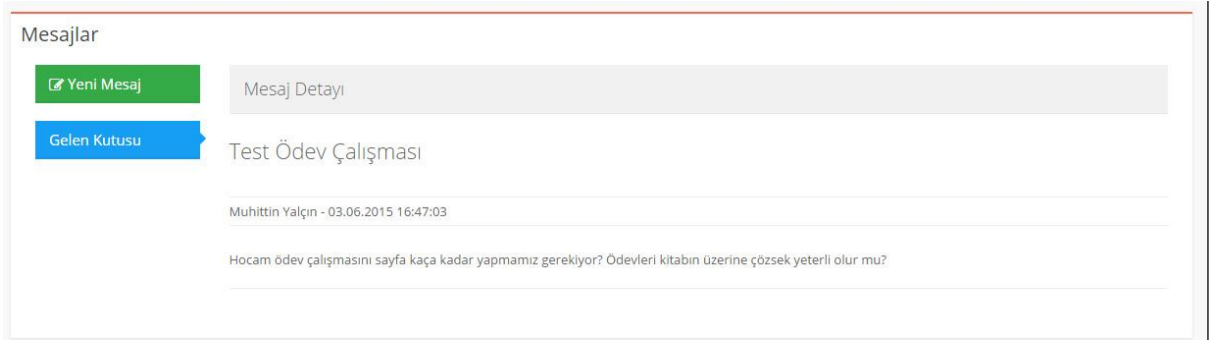 Mesajlar
Yeni Mesaj
Gelen Kutusu
Mesaj Detayı
Test Ödev Çalışması
Muhittin Yalçın - 03.06.2015 16:47:03
Hocam ödev çalışmasını sayfa kaça kadar yapmamız gerekiyor? Ödevleri kitabın üzerine çözsek yeterli olur mu?